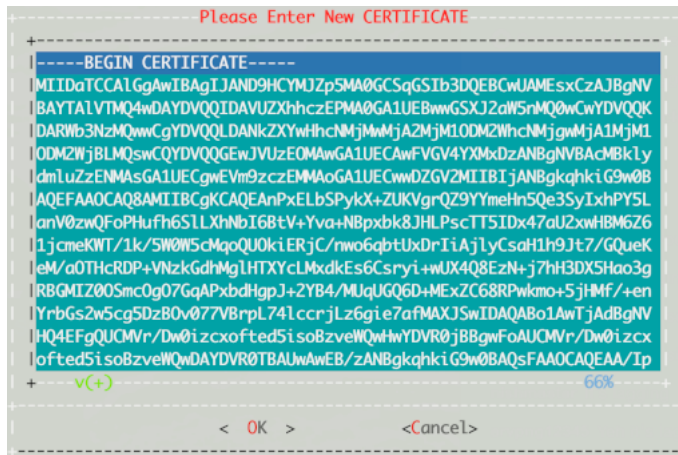 Please Enter New CERTIFICATE
-----BEGIN CERTIFICATE-----
MIIDaTCCAlGgAwIBAgIJAND9HCYMJZp5MA0GCSqGSIb3DQEBCwUAMEsxCzAJBgNV
BAYTAlVTMQ4wDAYDVQQIDAVUZXhhczEPMA0GA1UEBwwGSXJ2aW5nMQ0wCwYDVQQK
DARWb3NzMQwwCgYDVQQLDANkZXYwHhcNMjMwMjA2MjM1ODM2WhcNMjgwMjA1MjM1
ODM2WjBLMQswCQYDVQQGEwJVUzEOMAwGA1UECAwFVGV4YXMxDzANBgNVBAcMBkly
dmluZzENMAsGA1UECgwEVm9zczEMMAoGA1UECwwDZGV2MIIBIjANBgkqhkiG9w0B
AQEFAAOCAQ8AMIIBCgKCAQEAnPxELbSPykX+ZUKVgrQZ9YYmeHn5Qe3SyIxhPY5L
anV0zwQFoPHufh6SlLXhNbI6BtV+Yva+NBpxbk8JHLPscTT5IDx47aU2xwHBM6Z6
1jcmeKWT/1k/5W0W5cMqoQUOkiERjC/nwo6qbtUxDrIiAjlyCsaH1h9Jt7/GQueK
eM/aOTHcRDP+VNzkGdhMglHTXYcLMxdkEs6Csryi+wUX4Q8EzN+j7hH3DX5Hao3g
RBGMIZ0OSmcOgO7GqAPxbdHgpJ+2YB4/MUqUGQ6D+MExZC68RPwkmo+5jHMf/+en
YrbGs2w5cg5DzBOv077VBrpL74lccrjLz6gie7afMAXJSwIDAQABo1AwTjAdBgNV
HQ4EFgQUCMVr/Dw0izcxofted5isoBzveWQwHwYDVR0jBBgwFoAUCMVr/Dw0izcx
ofted5isoBzveWQwDAYDVR0TBAUwAwEB/zANBgkqhkiG9w0BAQsFAAOCAQEAA/Ip
v(+) 66%
< OK > <Cancel>